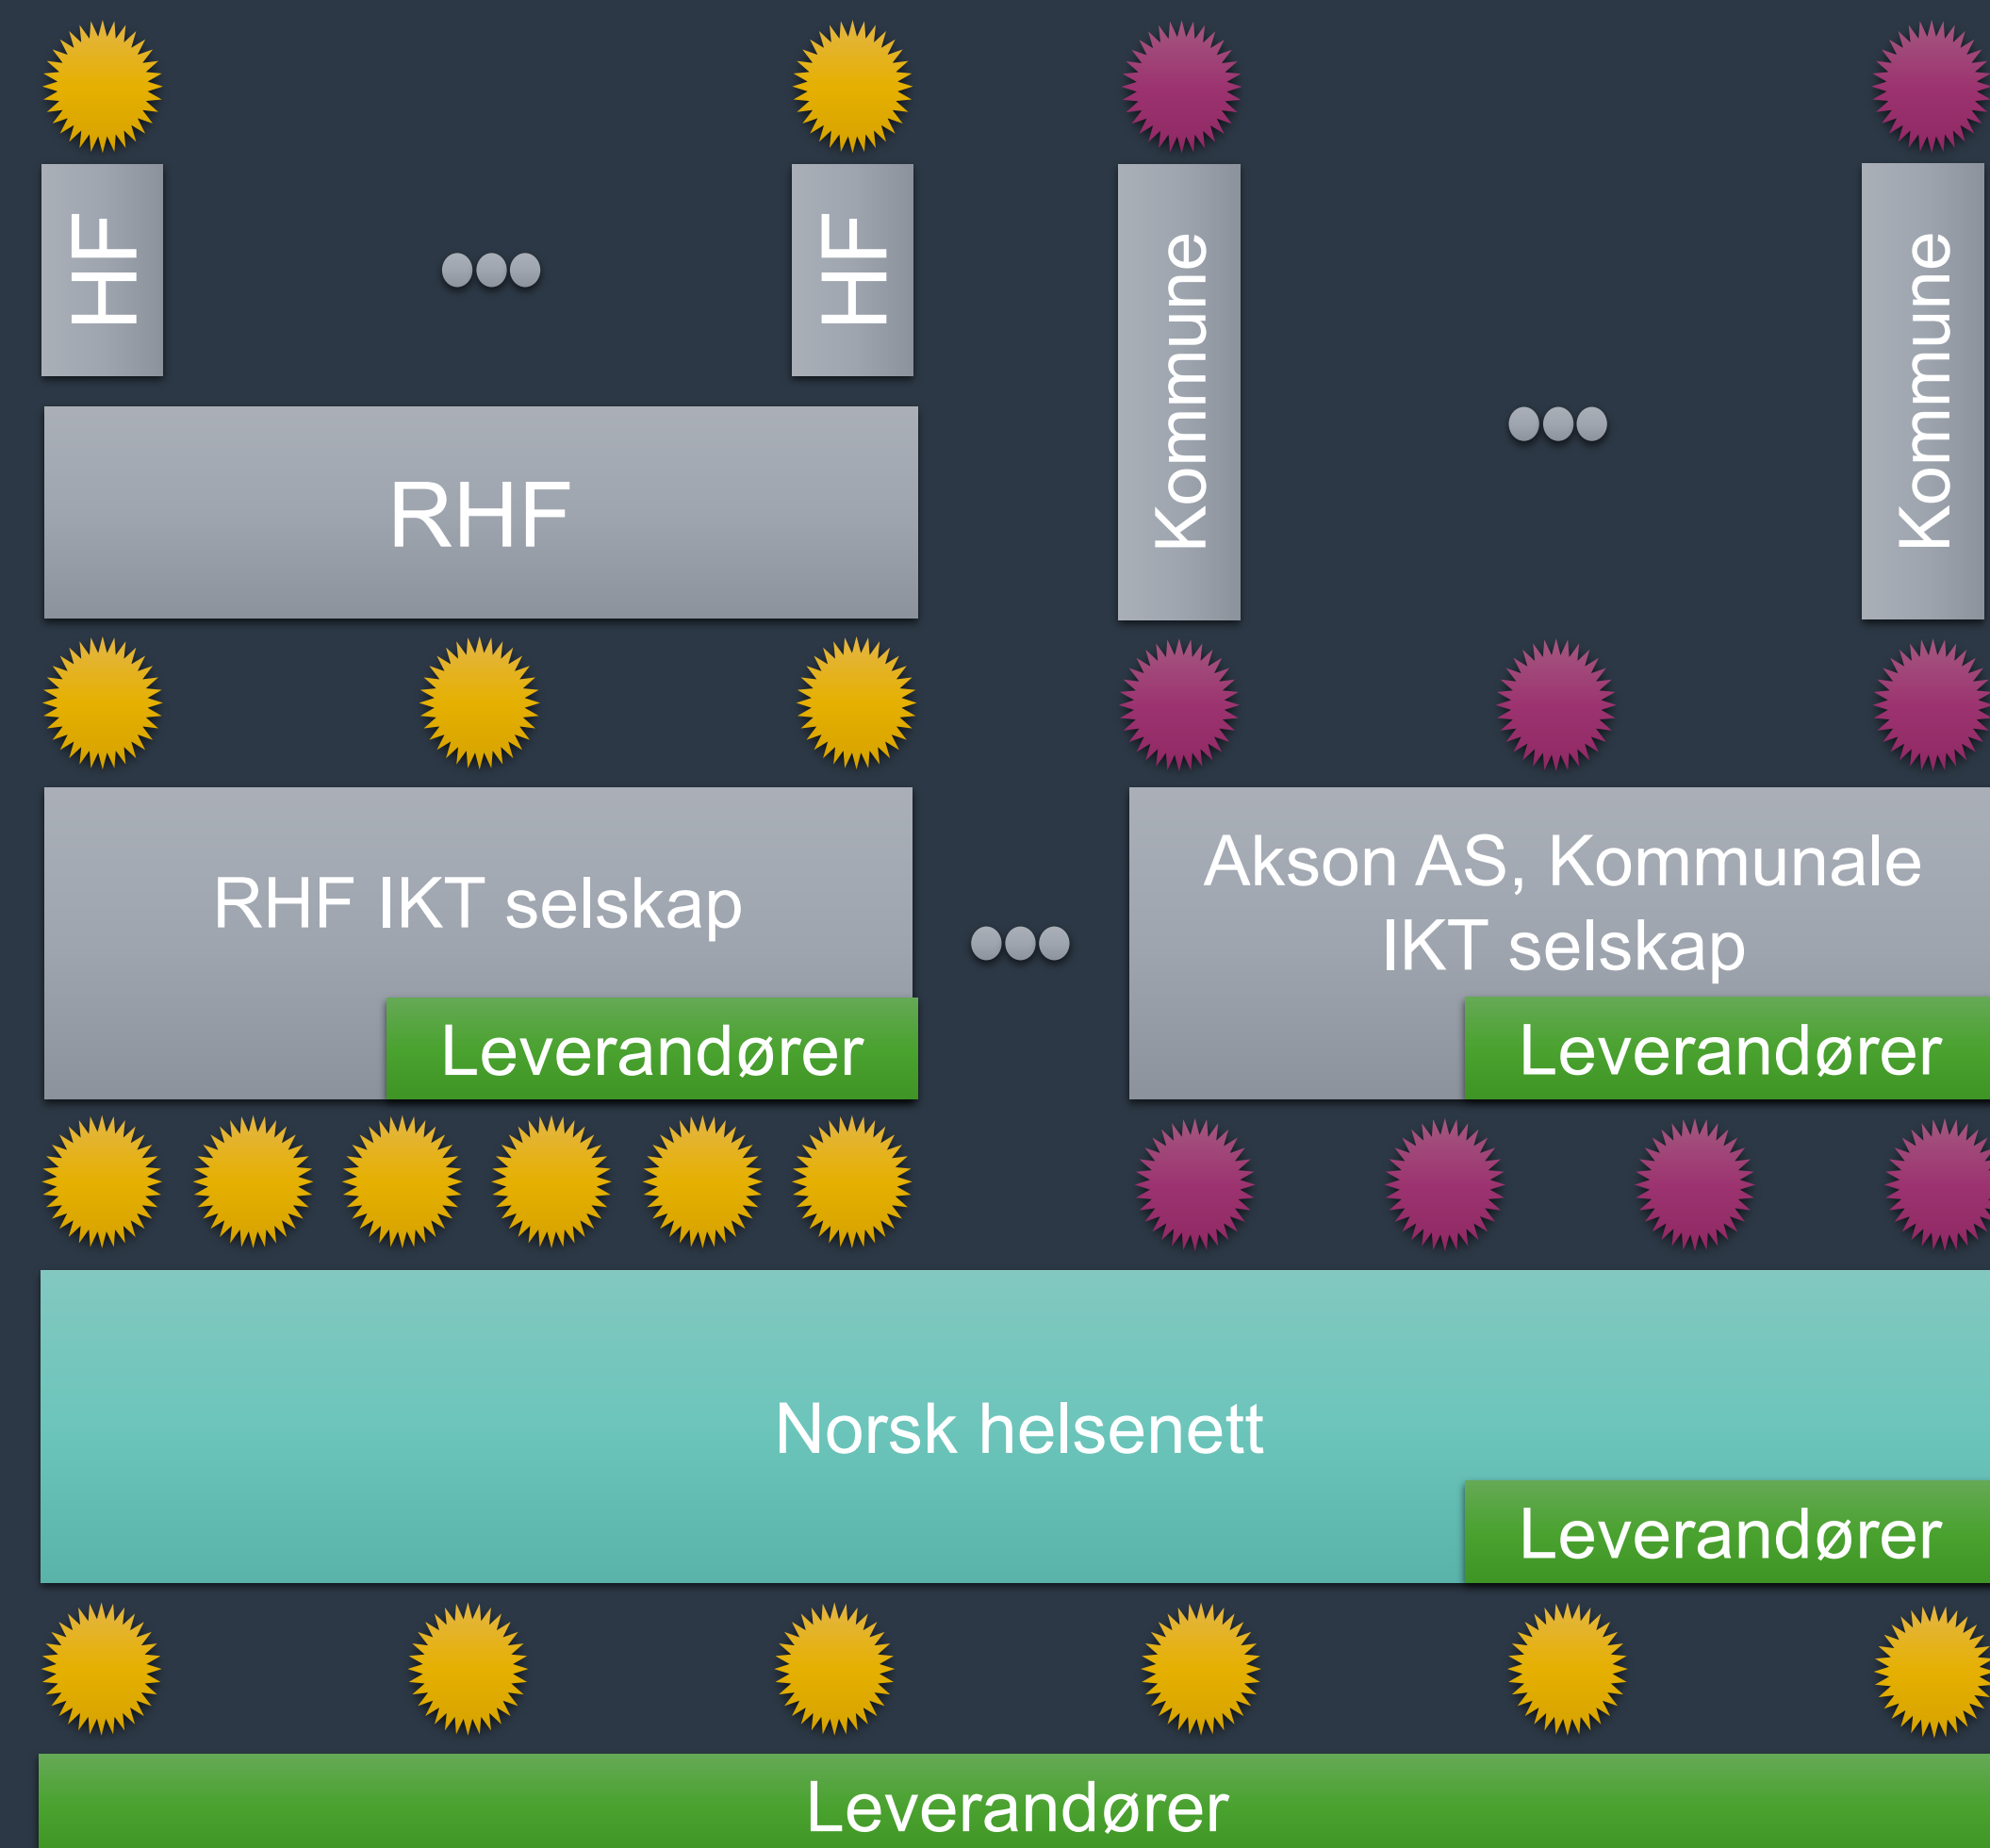 HF
HF
Kommune
Kommune
RHF
RHF IKT selskap
Leverandører
Akson AS, Kommunale
IKT selskap
Leverandører
Norsk helsenett
Leverandører
Leverandører